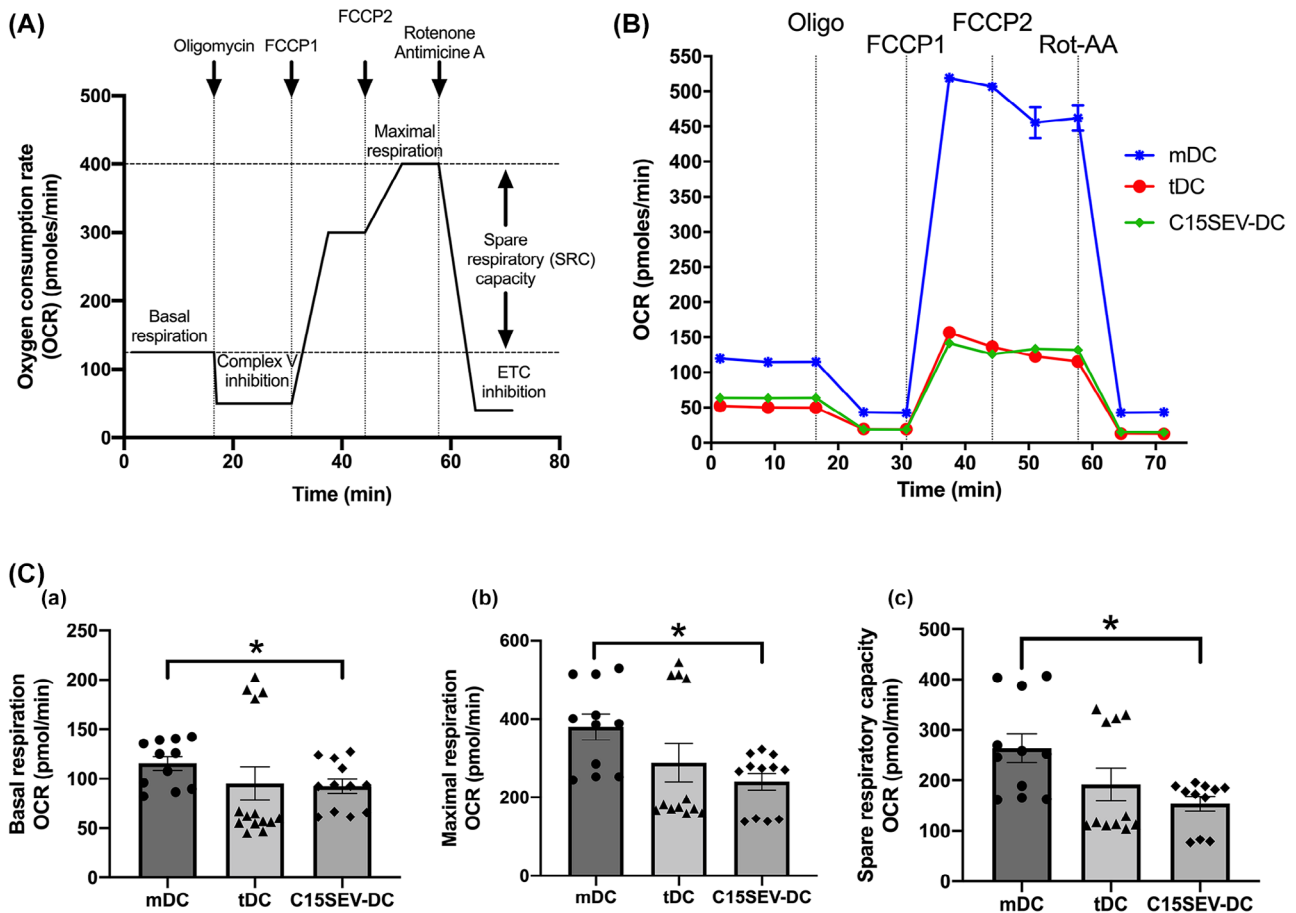 (A)
FCCP2
Oligomycin FCCP1
Rotenone
Antimicine A
500
400
300
200
100
0
Oxygen consumption rate
(OCR) (pmoles/min)
Maximal
respiration
Spare
respiratory (SRC)
capacity
Basal
respiration
Complex V
inhibition
ETC
inhibition
0 20 40 60 80
Time (min)
(B)
Oligo
FCCP1
FCCP2
Rot-AA
550
500
450
400
350
300
250
200
150
100
50
0
OCR (pmoles/min)
mDC
tDC
C15SEV-DC
0 10 20 30 40 50 60 70
Time (min)
(C)
(a)
250
200
150
100
50
0
Basal respiration
OCR (pmol/min)
*
mDC tDC C15SEV-DC
(b)
600
400
200
0
Maximal respiration
OCR (pmol/min)
*
mDC tDC C15SEV-DC
(c)
500
400
300
200
100
0
Spare respiratory capacity
OCR (pmol/min)
*
mDC tDC C15SEV-DC